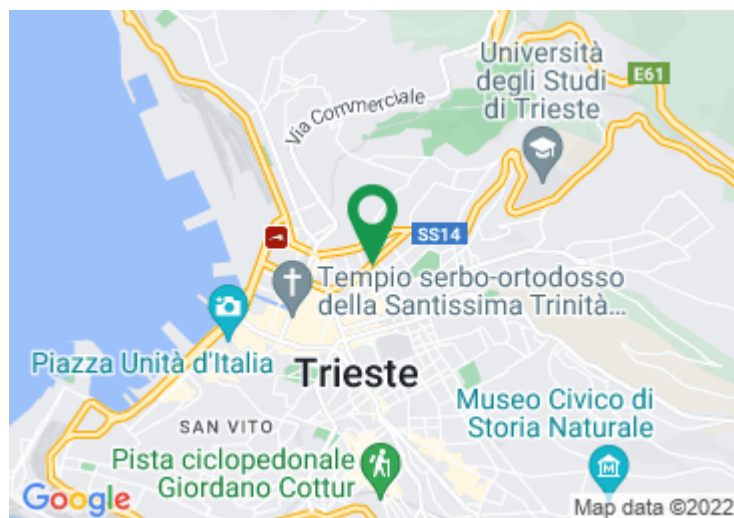 Università
degli Studi
di Trieste
E61
Via Commerciale
SS14
Tempio serbo-ortodosso
della Santissima Trinità...
Piazza Unità d'Italia
Trieste
Museo Civico di
Storia Naturale
SAN VITO
Pista ciclopedonale
Giordano Cottur
Google
Map data ©2022